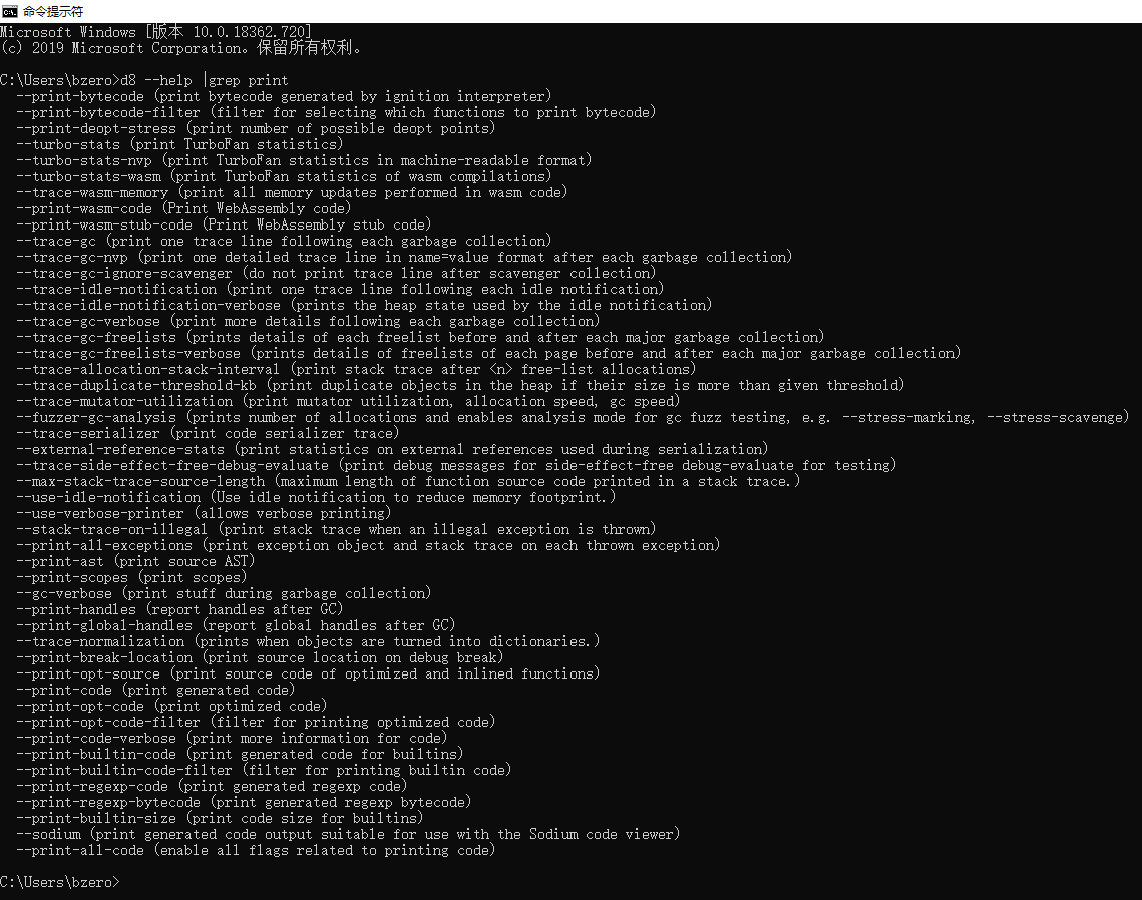 命令提示符
Microsoft Windows [版本 10.0.18362.720]
(c) 2019 Microsoft Corporation。保留所有权利。
C:\Users\bzero>d8 --help |grep print
--print-bytecode (print bytecode generated by ignition interpreter)
--print-bytecode-filter (filter for selecting which functions to print bytecode)
--print-deopt-stress (print number of possible deopt points)
--turbo-stats (print TurboFan statistics)
--turbo-stats-nvp (print TurboFan statistics in machine-readable format)
--turbo-stats-wasm (print TurboFan statistics of wasm compilations)
--trace-wasm-memory (print all memory updates performed in wasm code)
--print-wasm-code (Print WebAssembly code)
--print-wasm-stub-code (Print WebAssembly stub code)
--trace-gc (print one trace line following each garbage collection)
--trace-gc-nvp (print one detailed trace line in name=value format after each garbage collection)
--trace-gc-ignore-scavenger (do not print trace line after scavenger collection)
--trace-idle-notification (print one trace line following each idle notification)
--trace-idle-notification-verbose (prints the heap state used by the idle notification)
--trace-gc-verbose (print more details following each garbage collection)
--trace-gc-freelists (prints details of each freelist before and after each major garbage collection)
--trace-gc-freelists-verbose (prints details of freelists of each page before and after each major garbage collection)
--trace-allocation-stack-interval (print stack trace after <n> free-list allocations)
--trace-duplicate-threshold-kb (print duplicate objects in the heap if their size is more than given threshold)
--trace-mutator-utilization (print mutator utilization, allocation speed, gc speed)
--fuzzer-gc-analysis (prints number of allocations and enables analysis mode for gc fuzz testing, e.g. --stress-marking, --stress-scavenge)
--trace-serializer (print code serializer trace)
--external-reference-stats (print statistics on external references used during serialization)
--trace-side-effect-free-debug-evaluate (print debug messages for side-effect-free debug-evaluate for testing)
--max-stack-trace-source-length (maximum length of function source code printed in a stack trace.)
--use-idle-notification (Use idle notification to reduce memory footprint.)
--use-verbose-printer (allows verbose printing)
--stack-trace-on-illegal (print stack trace when an illegal exception is thrown)
--print-all-exceptions (print exception object and stack trace on each thrown exception)
--print-ast (print source AST)
--print-scopes (print scopes)
--gc-verbose (print stuff during garbage collection)
--print-handles (report handles after GC)
--print-global-handles (report global handles after GC)
--trace-normalization (prints when objects are turned into dictionaries.)
--print-break-location (print source location on debug break)
--print-opt-source (print source code of optimized and inlined functions)
--print-code (print generated code)
--print-opt-code (print optimized code)
--print-opt-code-filter (filter for printing optimized code)
--print-code-verbose (print more information for code)
--print-builtin-code (print generated code for builtins)
--print-builtin-code-filter (filter for printing builtin code)
--print-regexp-code (print generated regexp code)
--print-regexp-bytecode (print generated regexp bytecode)
--print-builtin-size (print code size for builtins)
--sodium (print generated code output suitable for use with the Sodium code viewer)
--print-all-code (enable all flags related to printing code)
C:\Users\bzero>